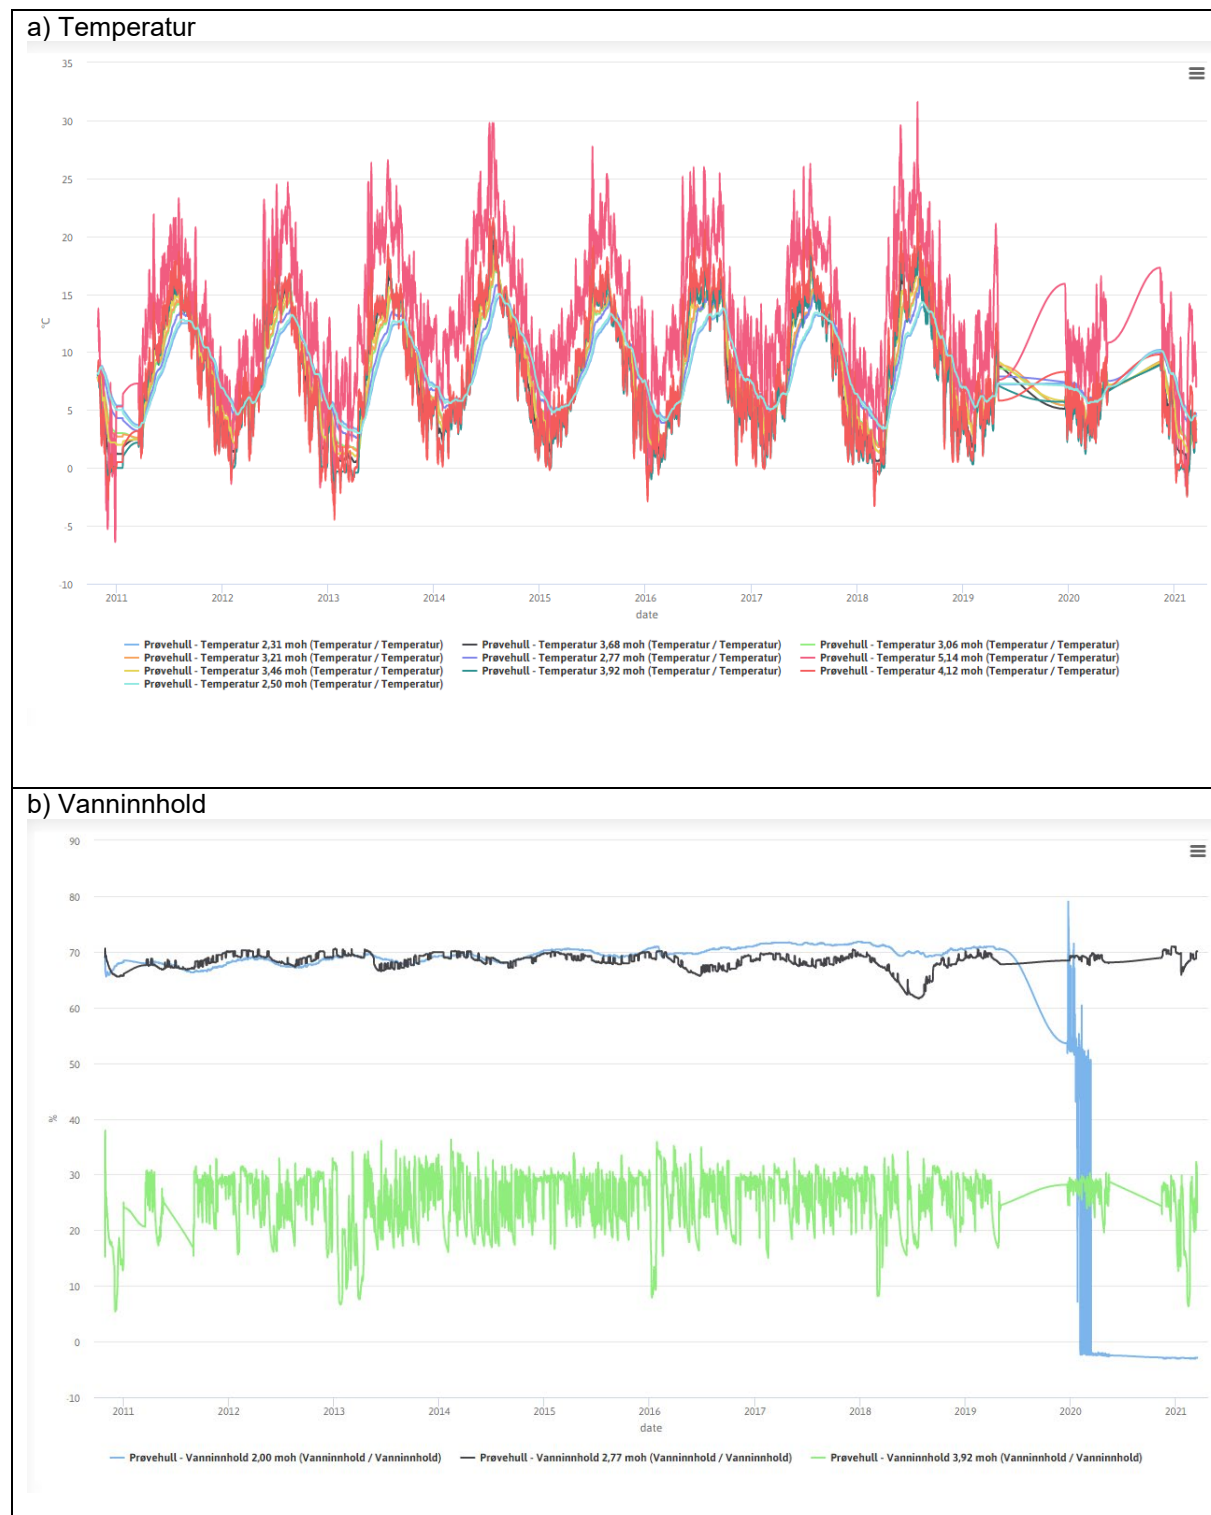 a) Temperatur
35
30
25
20
15
10
5
0
-5
-10
°C
2011 2012 2013 2014 2015 2016 2017 2018 2019 2020 2021
date
Prøvehull - Temperatur 2,31 moh (Temperatur / Temperatur) Prøvehull - Temperatur 3,68 moh (Temperatur / Temperatur) Prøvehull - Temperatur 3,06 moh (Temperatur / Temperatur)
Prøvehull - Temperatur 3,21 moh (Temperatur / Temperatur) Prøvehull - Temperatur 2,77 moh (Temperatur / Temperatur) Prøvehull - Temperatur 5,14 moh (Temperatur / Temperatur)
Prøvehull - Temperatur 3,46 moh (Temperatur / Temperatur) Prøvehull - Temperatur 3,92 moh (Temperatur / Temperatur) Prøvehull - Temperatur 4,12 moh (Temperatur / Temperatur)
Prøvehull - Temperatur 2,50 moh (Temperatur / Temperatur)
b) Vanninnhold
90
80
70
60
50
40
30
20
10
0
-10
%
2011 2012 2013 2014 2015 2016 2017 2018 2019 2020 2021
date
Prøvehull - Vanninnhold 2,00 moh (Vanninnhold / Vanninnhold) Prøvehull - Vanninnhold 2,77 moh (Vanninnhold / Vanninnhold) Prøvehull - Vanninnhold 3,92 moh (Vanninnhold / Vanninnhold)